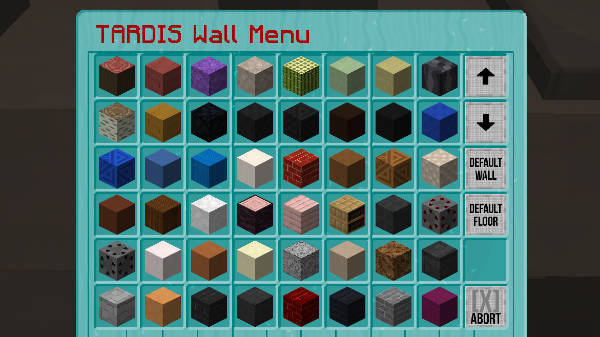 TARDIS Wall Menu
DEFAULT
WALL
DEFAULT
FLOOR
[X]
ABORT